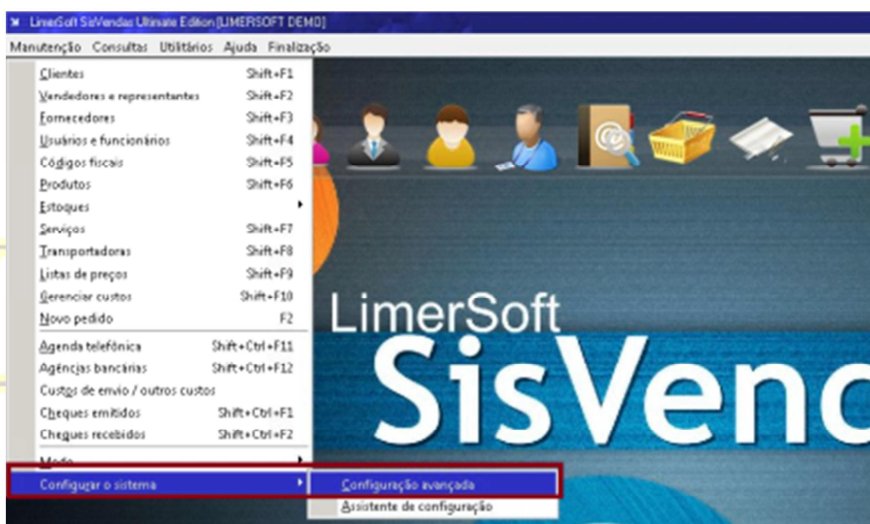 LimerSoft SisVendas Ultimate Edition [LIMERSOFT DEMO]
Manutenção Consultas Utilitários Ajuda Finalização
Clientes Shift+F1
Vendedores e representantes Shift+F2
Fornecedores Shift+F3
Usuários e funcionários Shift+F4
Códigos fiscais Shift+F5
Produtos Shift+F6
Estoques
Serviços Shift+F7
Transportadoras Shift+F8
Listas de preços Shift+F9
Gerenciar custos Shift+F10
Novo pedido F2
Agenda telefônica Shift+Ctrl+F11
Agências bancárias Shift+Ctrl+F12
Custos de envio / outros custos
Cheques emitidos Shift+Ctrl+F1
Cheques recebidos Shift+Ctrl+F2
Modo
Configurar o sistema
Configuração avançada
Assistente de configuração
LimerSoft
SisVend